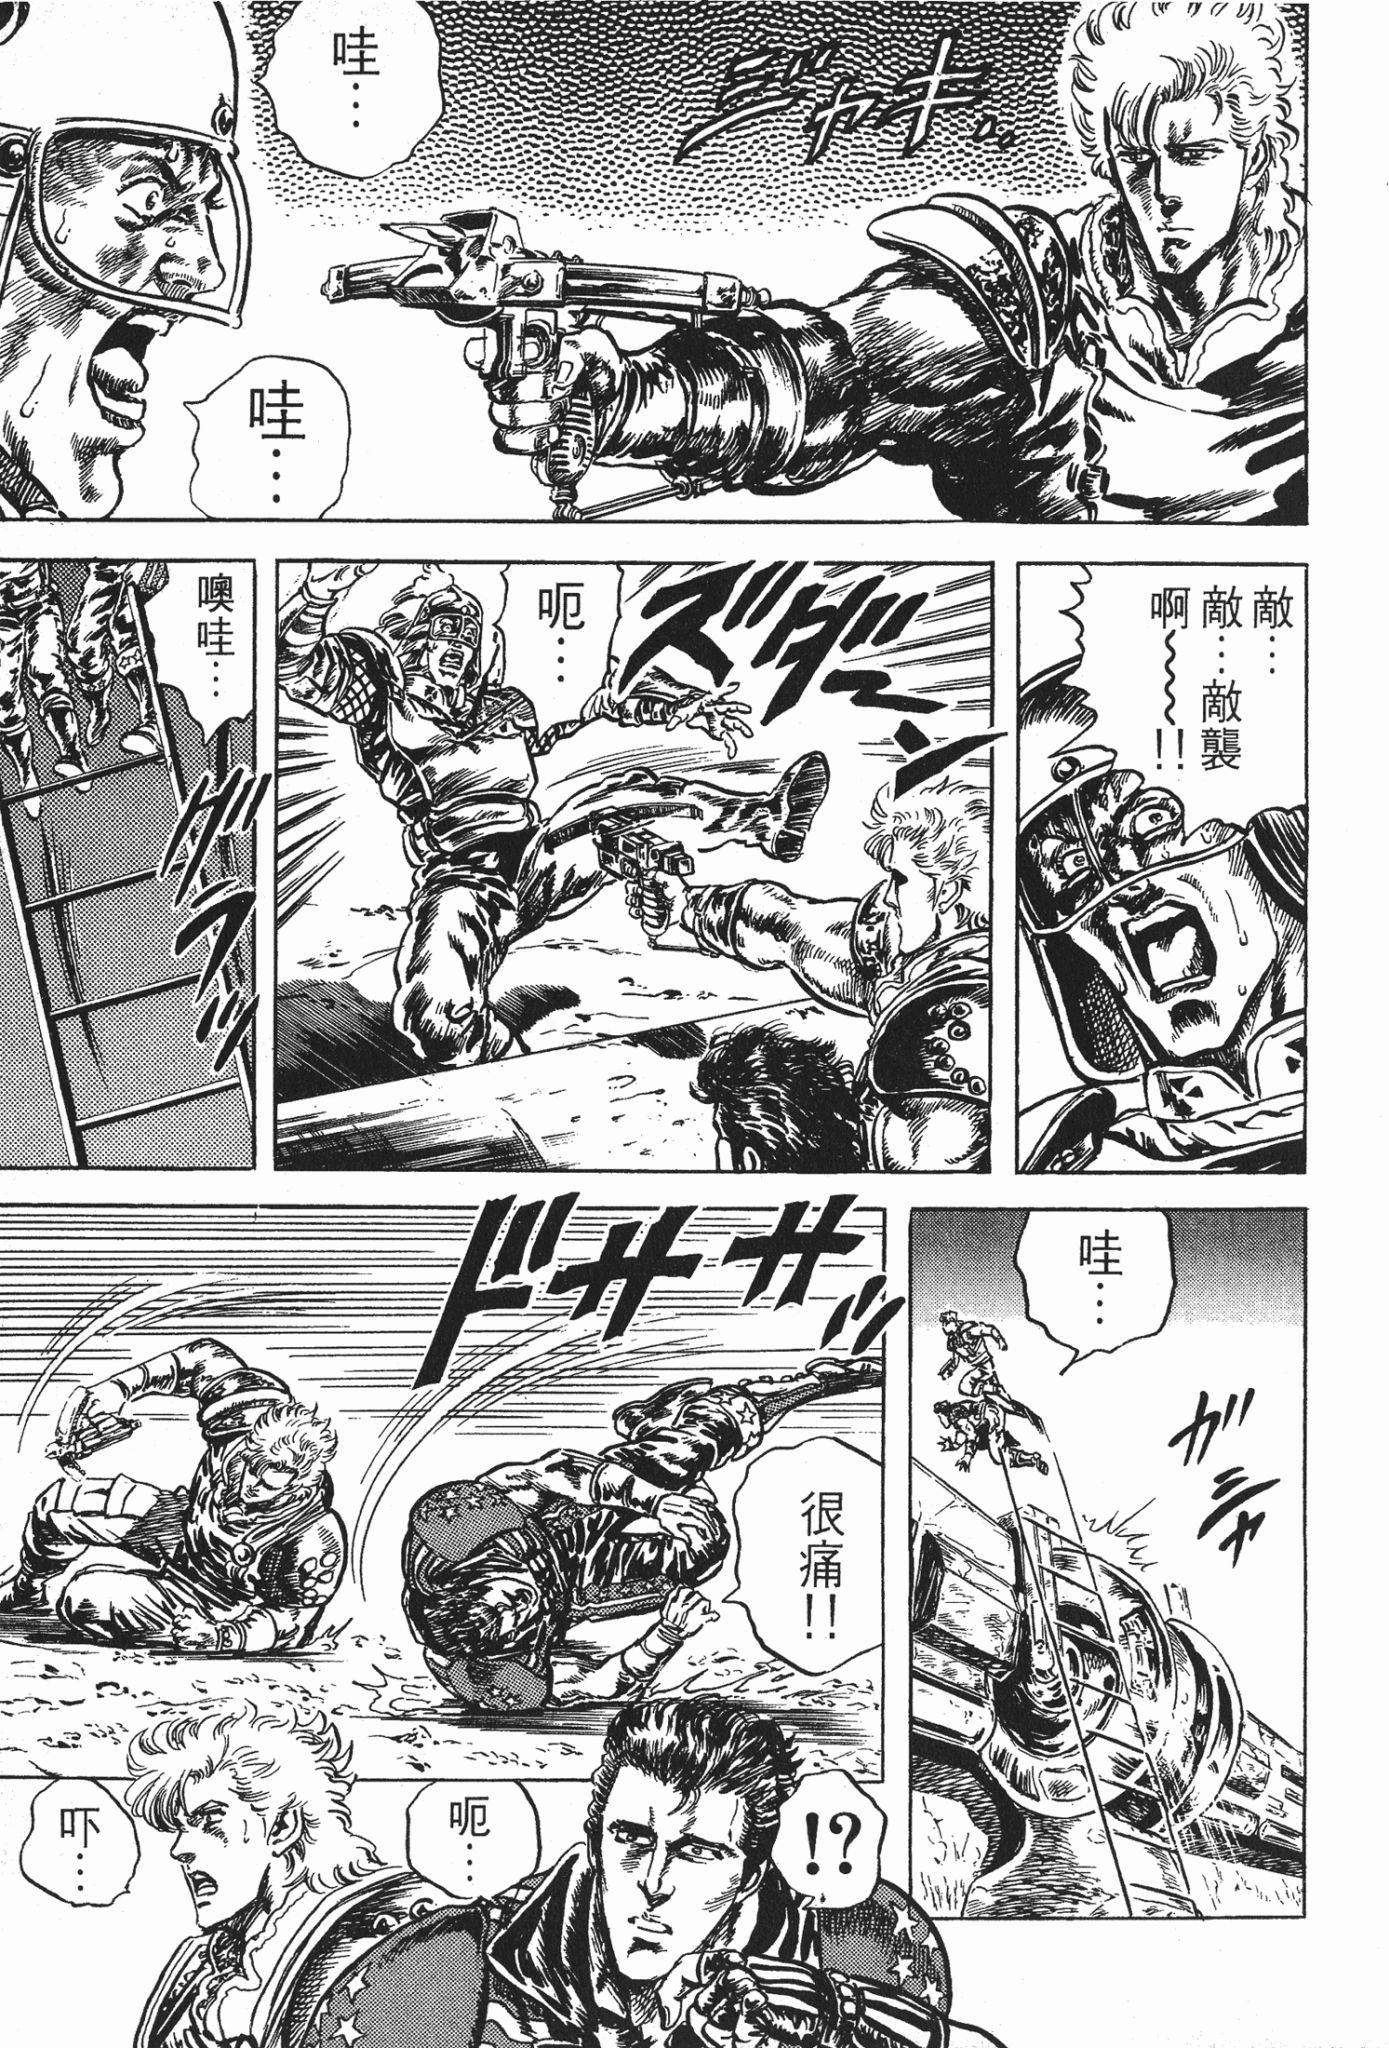 ジャキ。。
哇…
哇…
敵…
敵…敵襲
啊~~!!
ズダーン
呃…
噢哇…
グラッ
哇…
ガシャ
ドサササッ
很痛!!
!?
呃…
吓…